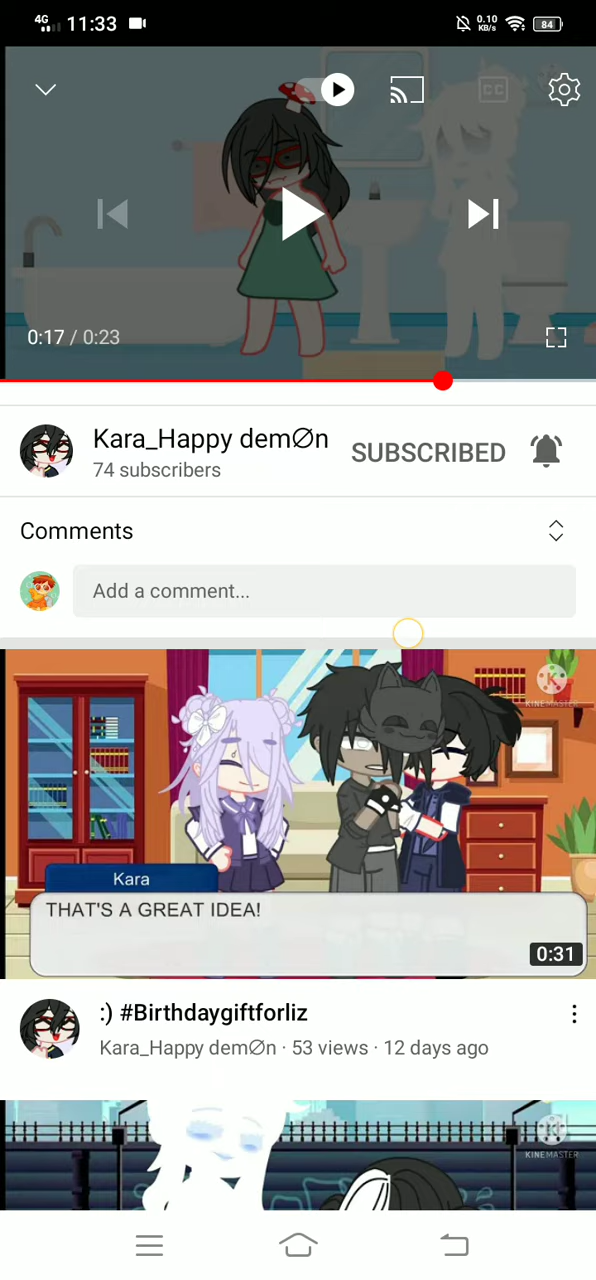 4G 11:33 0.10 KB/s 84
CC
0:17 / 0:23
Kara_Happy dem∅n
74 subscribers
SUBSCRIBED
Comments
Add a comment...
K
KINEMASTER
Kara
THAT'S A GREAT IDEA!
0:31
:) #Birthdaygiftforliz
Kara_Happy dem∅n · 53 views · 12 days ago
K
KINEMASTER